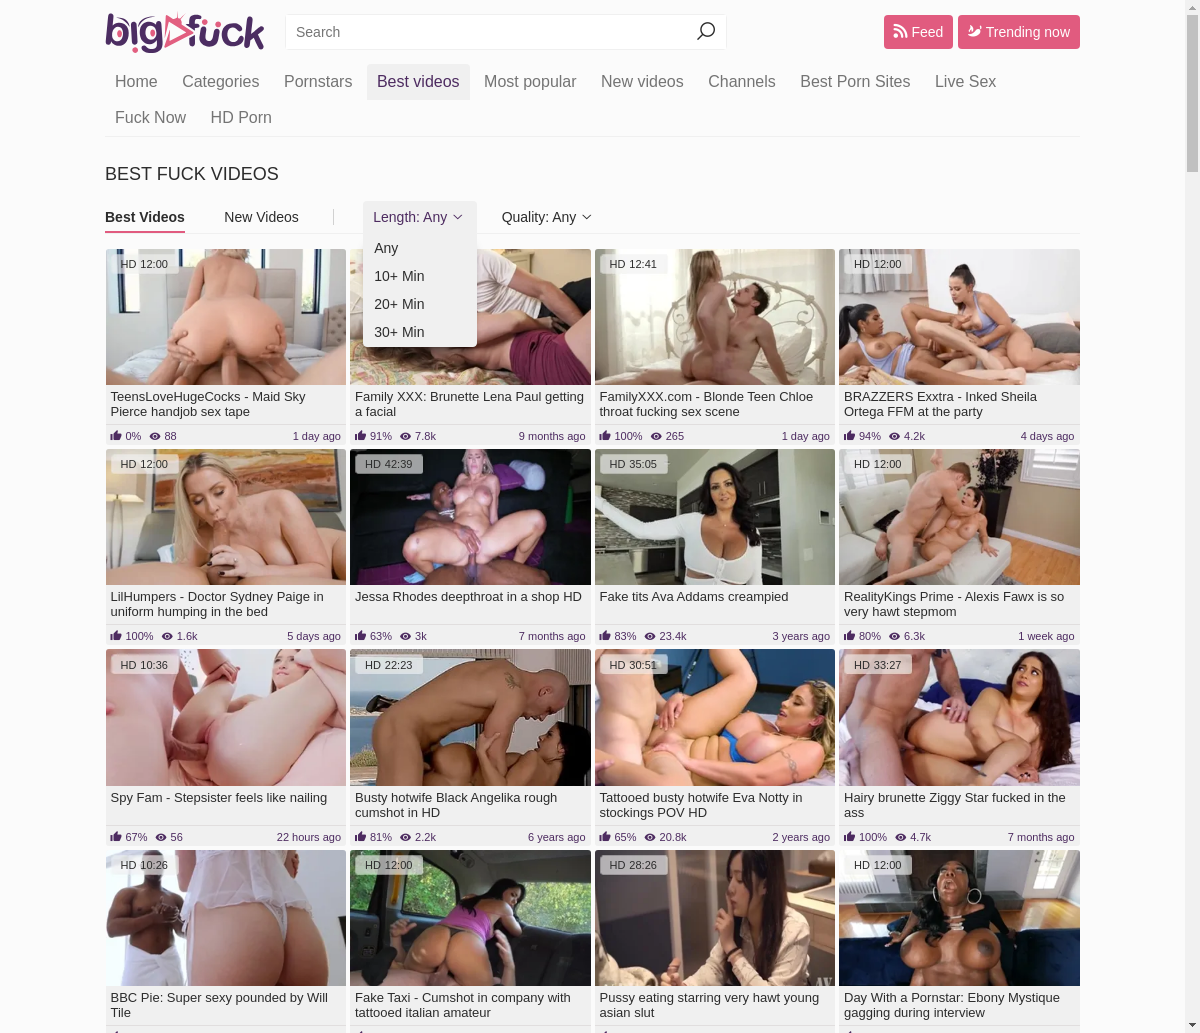 bigfuck
Search
Feed
Trending now
Home Categories Pornstars Best videos Most popular New videos Channels Best Porn Sites Live Sex
Fuck Now HD Porn
BEST FUCK VIDEOS
Best Videos New Videos Length: Any Quality: Any
Any
10+ Min
20+ Min
30+ Min
HD 12:00
HD 12:41
HD 12:00
TeensLoveHugeCocks - Maid Sky
Pierce handjob sex tape
0% 88 1 day ago
Family XXX: Brunette Lena Paul getting
a facial
91% 7.8k 9 months ago
FamilyXXX.com - Blonde Teen Chloe
throat fucking sex scene
100% 265 1 day ago
BRAZZERS Exxtra - Inked Sheila
Ortega FFM at the party
94% 4.2k 4 days ago
HD 12:00
HD 42:39
HD 35:05
HD 12:00
LilHumpers - Doctor Sydney Paige in
uniform humping in the bed
100% 1.6k 5 days ago
Jessa Rhodes deepthroat in a shop HD
63% 3k 7 months ago
Fake tits Ava Addams creampied
83% 23.4k 3 years ago
RealityKings Prime - Alexis Fawx is so
very hawt stepmom
80% 6.3k 1 week ago
HD 10:36
HD 22:23
HD 30:51
HD 33:27
Spy Fam - Stepsister feels like nailing
67% 56 22 hours ago
Busty hotwife Black Angelika rough
cumshot in HD
81% 2.2k 6 years ago
Tattooed busty hotwife Eva Notty in
stockings POV HD
65% 20.8k 2 years ago
Hairy brunette Ziggy Star fucked in the
ass
100% 4.7k 7 months ago
HD 10:26
HD 12:00
HD 28:26
HD 12:00
BBC Pie: Super sexy pounded by Will
Tile
Fake Taxi - Cumshot in company with
tattooed italian amateur
Pussy eating starring very hawt young
asian slut
Day With a Pornstar: Ebony Mystique
gagging during interview